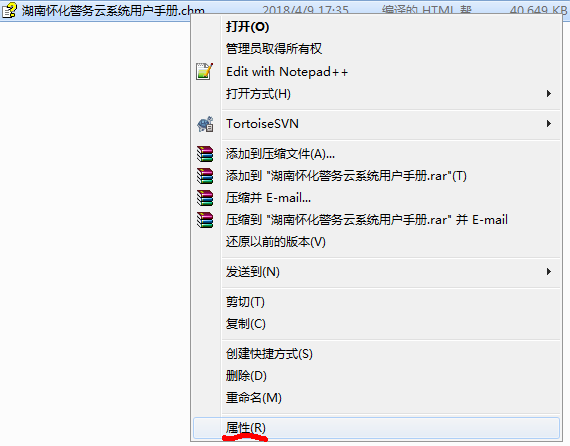 湖南怀化警务云系统用户手册.chm 2018/4/9 17:35 编译的 HTML 帮... 40,649 KB
打开(O)
管理员取得所有权
Edit with Notepad++
打开方式(H)
TortoiseSVN
添加到压缩文件(A)...
添加到 "湖南怀化警务云系统用户手册.rar"(T)
压缩并 E-mail...
压缩到 "湖南怀化警务云系统用户手册.rar" 并 E-mail
还原以前的版本(V)
发送到(N)
剪切(T)
复制(C)
创建快捷方式(S)
删除(D)
重命名(M)
属性(R)